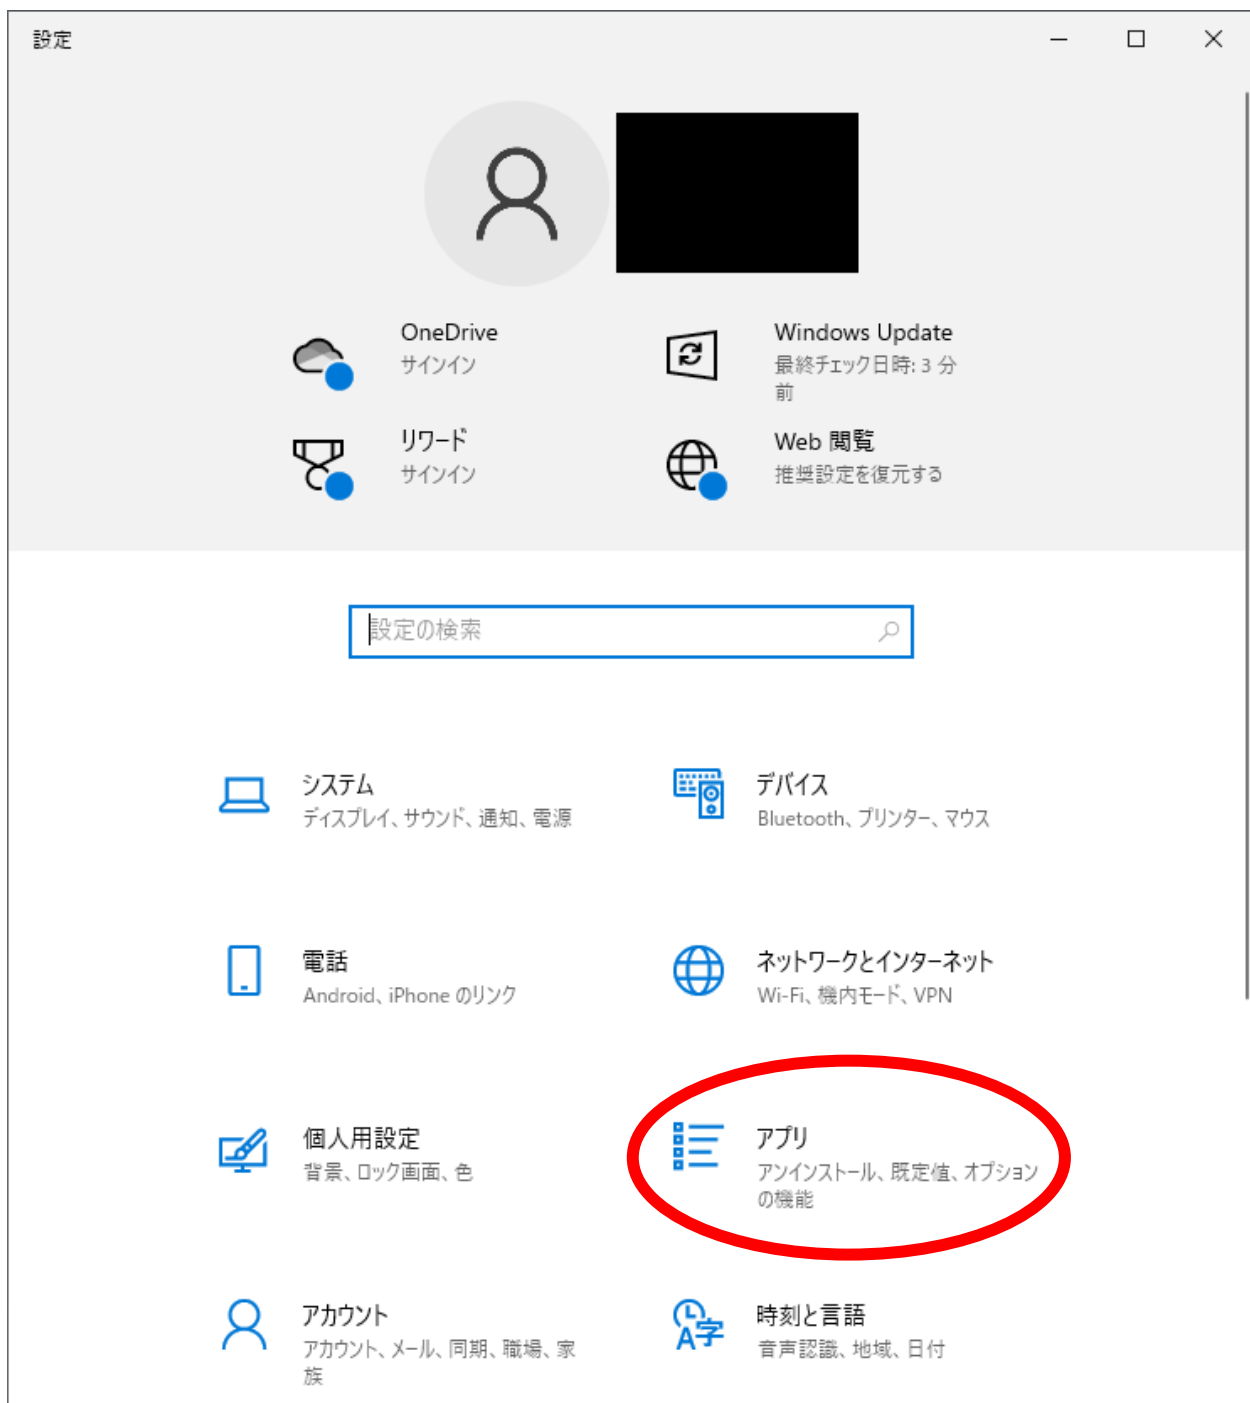 設定
OneDrive
サインイン
Windows Update
最終チェック日時: 3 分
前
リワード
サインイン
Web 閲覧
推奨設定を復元する
設定の検索
システム
ディスプレイ、サウンド、通知、電源
デバイス
Bluetooth、プリンター、マウス
電話
Android、iPhone のリンク
ネットワークとインターネット
Wi-Fi、機内モード、VPN
個人用設定
背景、ロック画面、色
アプリ
アンインストール、既定値、オプション
の機能
アカウント
アカウント、メール、同期、職場、家
族
時刻と言語
音声認識、地域、日付